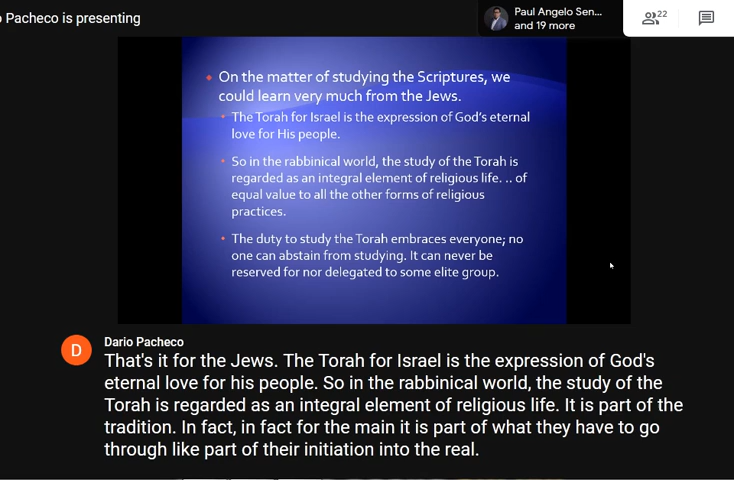 o Pacheco is presenting
Paul Angelo Sen...
and 19 more
22
On the matter of studying the Scriptures, we
could learn very much from the Jews.
The Torah for Israel is the expression of God's eternal
love for His people.
So in the rabbinical world, the study of the Torah is
regarded as an integral element of religious life. .. of
equal value to all the other forms of religious
practices.
The duty to study the Torah embraces everyone; no
one can abstain from studying. It can never be
reserved for nor delegated to some elite group.
D
Dario Pacheco
That's it for the Jews. The Torah for Israel is the expression of God's
eternal love for his people. So in the rabbinical world, the study of the
Torah is regarded as an integral element of religious life. It is part of the
tradition. In fact, in fact for the main it is part of what they have to go
through like part of their initiation into the real.